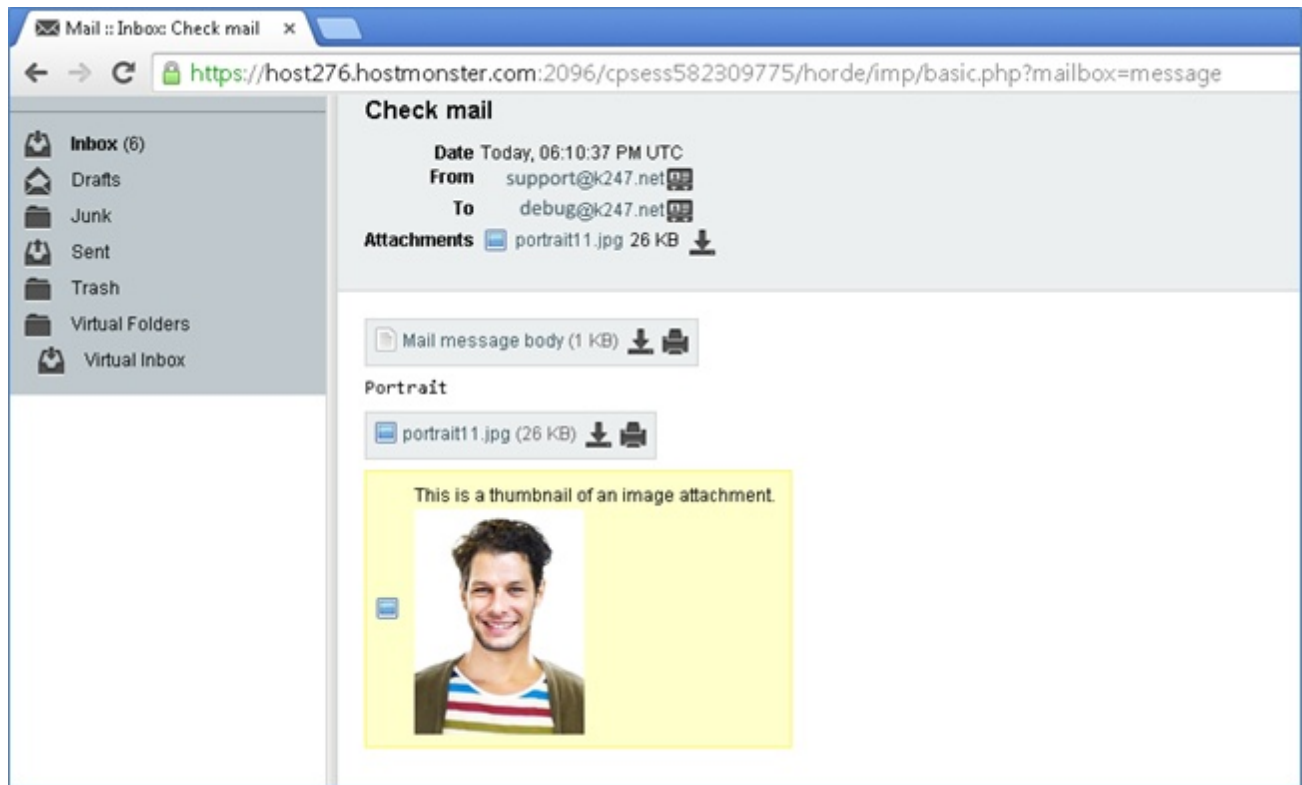 Mail :: Inbox: Check mail
https://host276.hostmonster.com:2096/cpsess582309775/horde/imp/basic.php?mailbox=message
Inbox (6)
Drafts
Junk
Sent
Trash
Virtual Folders
Virtual Inbox
Check mail
Date Today, 06:10:37 PM UTC
From support@k247.net
To debug@k247.net
Attachments portrait11.jpg 26 KB
Mail message body (1 KB)
Portrait
portrait11.jpg (26 KB)
This is a thumbnail of an image attachment.